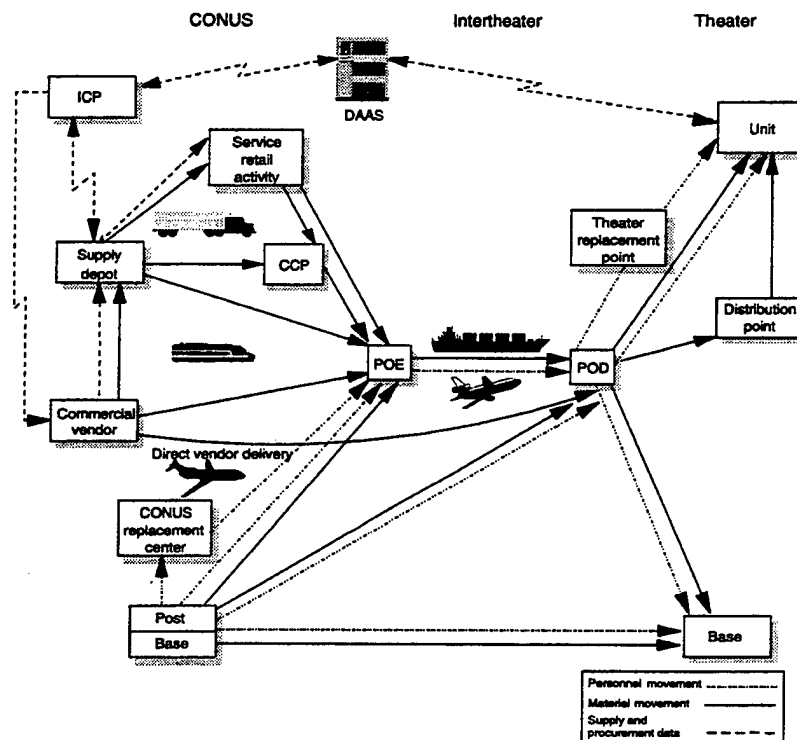 CONUS
Intertheater
Theater
ICP
DAAS
Unit
Service
retail
activity
Theater
replacement
point
Supply
depot
CCP
Distribution
point
POE
POD
Commercial
vendor
Direct vendor delivery
CONUS
replacement
center
Post
Base
Base
Personnel movement
Materiel movement
Supply and
procurement data